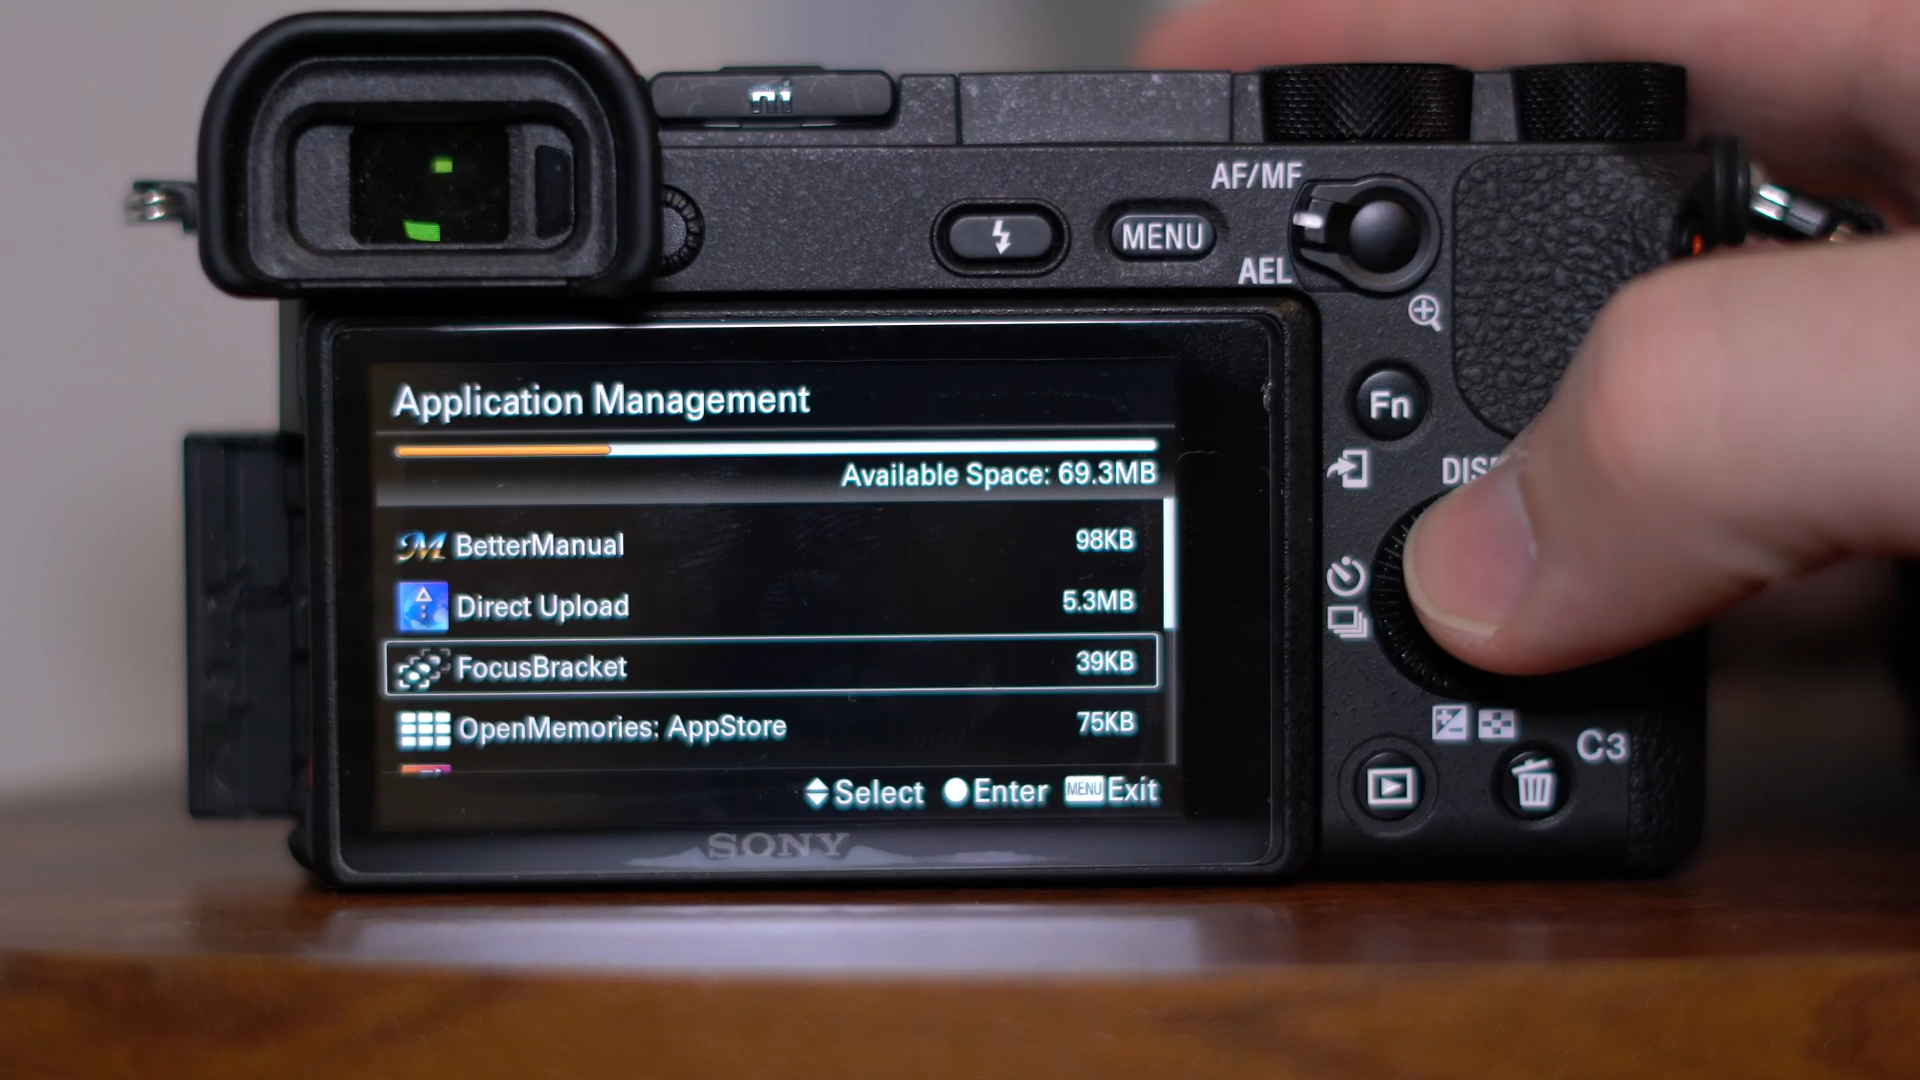 mi
AF/MF
MENU
AEL
Fn
Application Management
Available Space: 69.3MB
BetterManual 98KB
Direct Upload 5.3MB
FocusBracket 39KB
OpenMemories: AppStore 75KB
Select Enter MENU Exit
C3
SONY